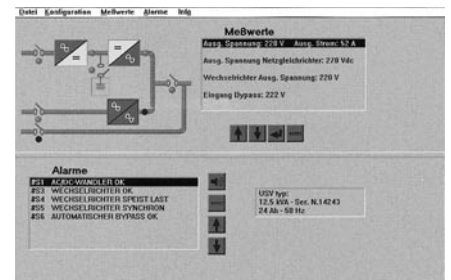 Datei Konfiguration Meßwerte Alarme Info
Meßwerte
Ausg. Spannung: 220 V Ausg. Strom: 52 A
Ausg. Spannung Netzgleichrichter: 270 Vdc
Wechselrichter Ausg. Spannung: 220 V
Eingang Bypass: 222 V
Alarme
#S1 AC/DC-WANDLER OK
#S3 WECHSELRICHTER OK
#S4 WECHSELRICHTER SPEIST LAST
#S5 WECHSELRICHTER SYNCHRON
#S6 AUTOMATISCHER BYPASS OK
USV typ:
12.5 kVA - Ser. N.14243
24 Ah - 50 Hz